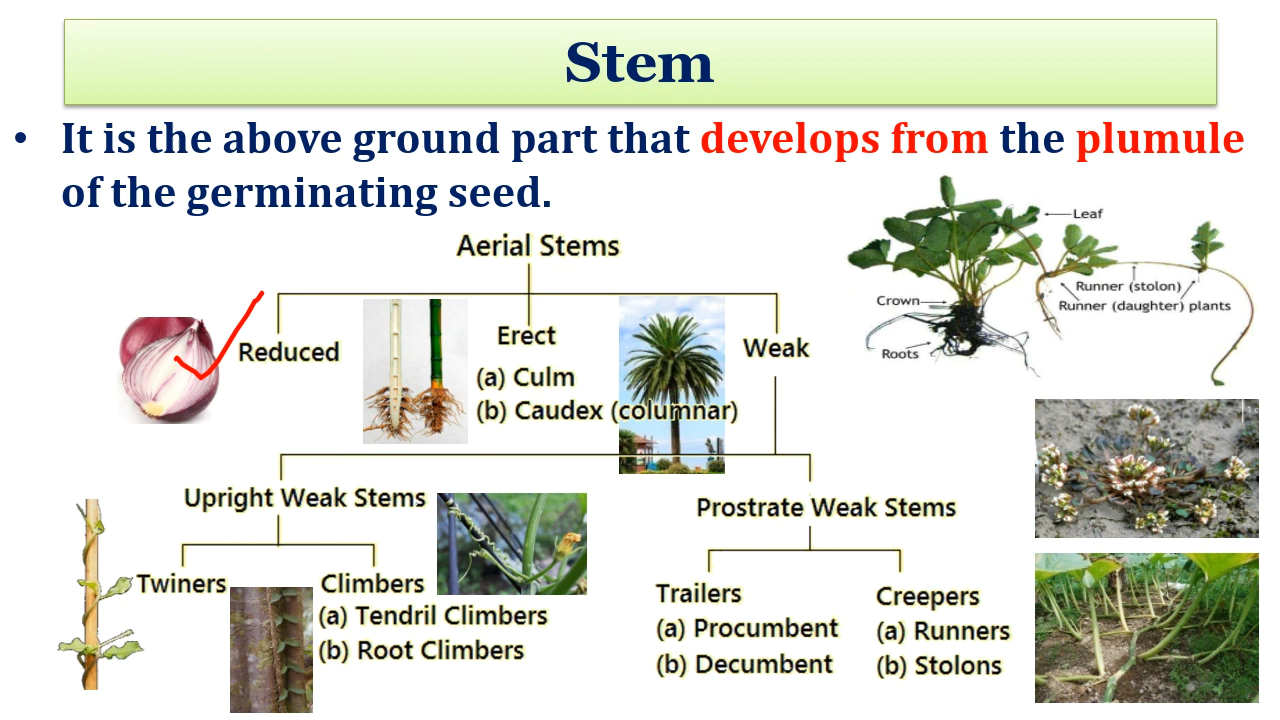 Stem
• It is the above ground part that develops from the plumule
of the germinating seed.
Aerial Stems
Reduced
Erect
(a) Culm
(b) Caudex (columnar)
Weak
Upright Weak Stems
Twiners
Climbers
(a) Tendril Climbers
(b) Root Climbers
Prostrate Weak Stems
Trailers
(a) Procumbent
(b) Decumbent
Creepers
(a) Runners
(b) Stolons
Leaf
Runner (stolon)
Crown
Runner (daughter) plants
Roots